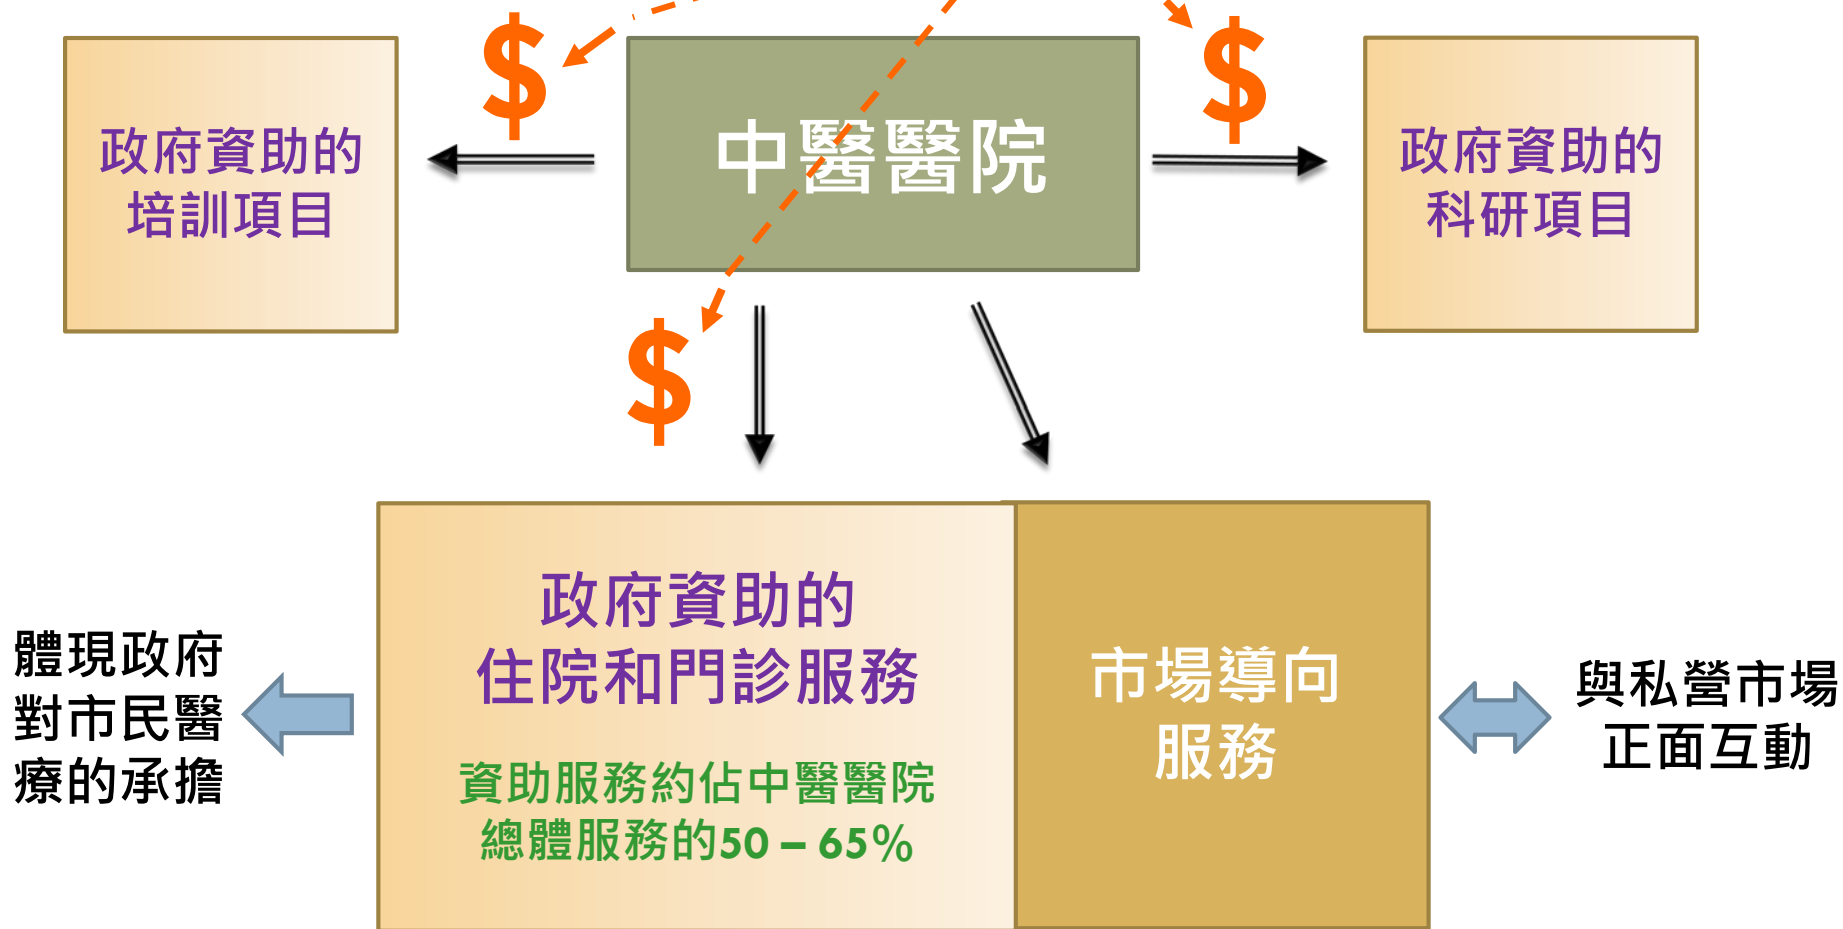 $
$
政府資助的
培訓項目
中醫醫院
政府資助的
科研項目
$
政府資助的
住院和門診服務
資助服務約佔中醫醫院
總體服務的50 – 65%
市場導向
服務
體現政府
對市民醫
療的承擔
與私營市場
正面互動